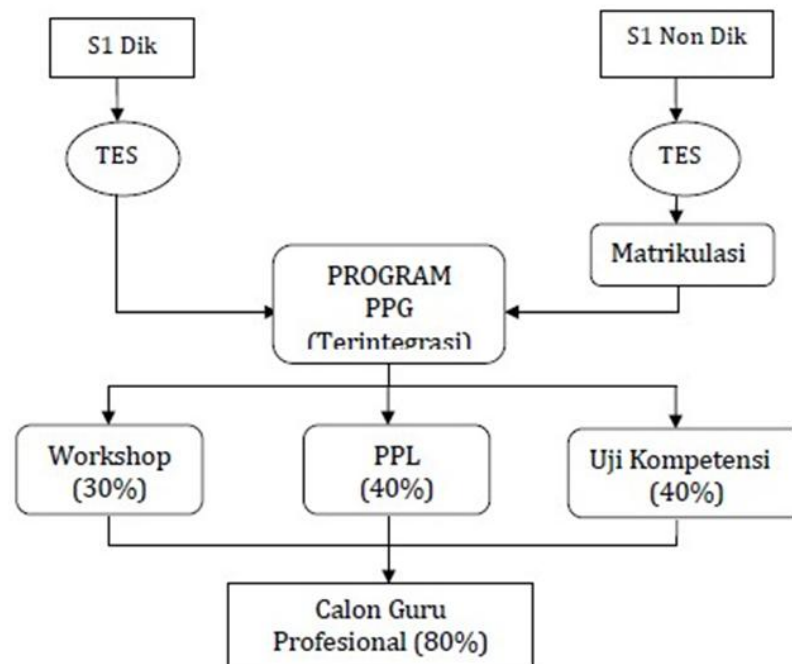 S1 Dik
S1 Non Dik
TES
TES
Matrikulasi
PROGRAM
PPG
(Terintegrasi)
Workshop
(30%)
PPL
(40%)
Uji Kompetensi
(40%)
Calon Guru
Profesional (80%)